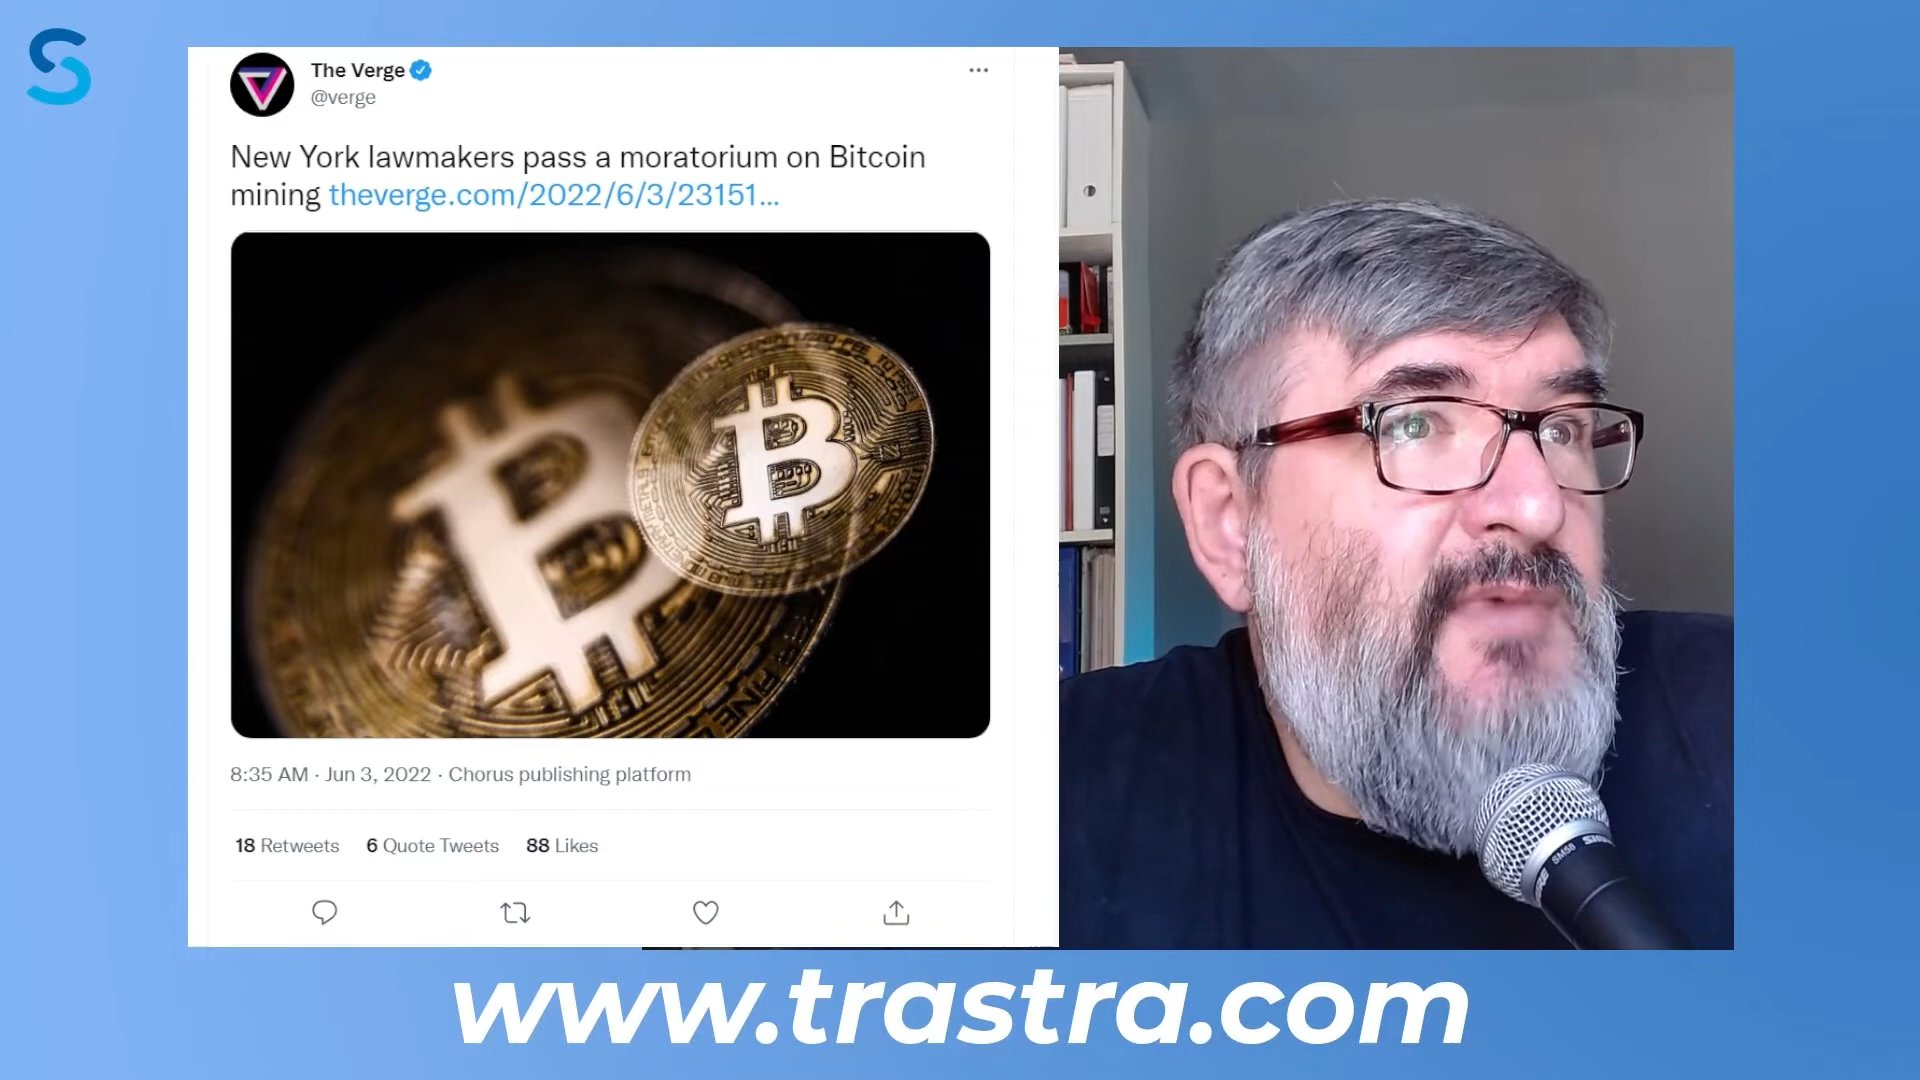 The Verge
@verge
New York lawmakers pass a moratorium on Bitcoin
mining theverge.com/2022/6/3/23151...
8:35 AM · Jun 3, 2022 · Chorus publishing platform
18 Retweets 6 Quote Tweets 88 Likes
SM58
www.trastra.com